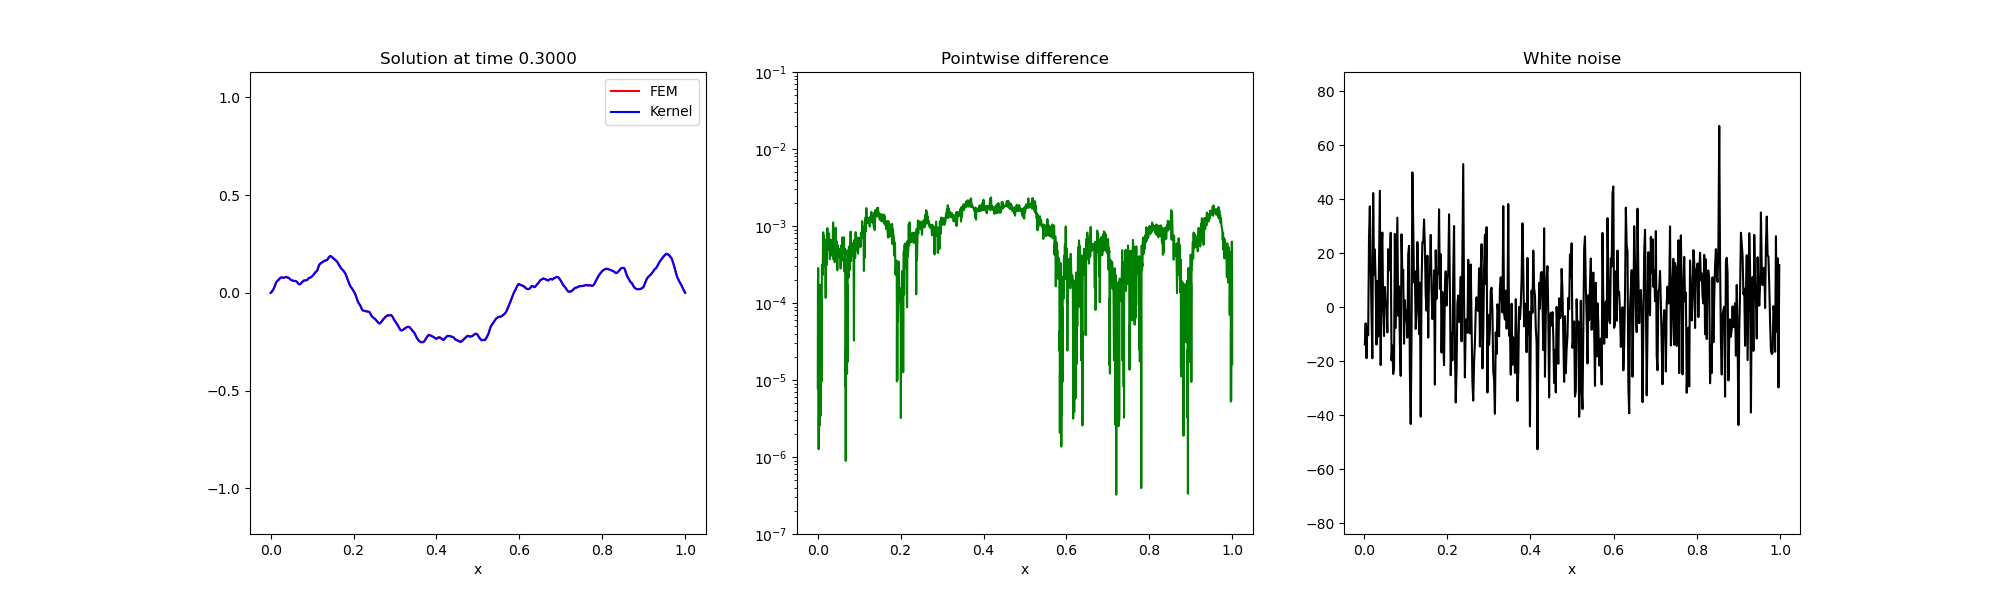 Solution at time 0.3000
FEM
Kernel
1.0
0.5
0.0
−0.5
−1.0
0.0 0.2 0.4 0.6 0.8 1.0
x
Pointwise difference
10⁻¹
10⁻²
10⁻³
10⁻⁴
10⁻⁵
10⁻⁶
10⁻⁷
0.0 0.2 0.4 0.6 0.8 1.0
x
White noise
80
60
40
20
0
−20
−40
−60
−80
0.0 0.2 0.4 0.6 0.8 1.0
x